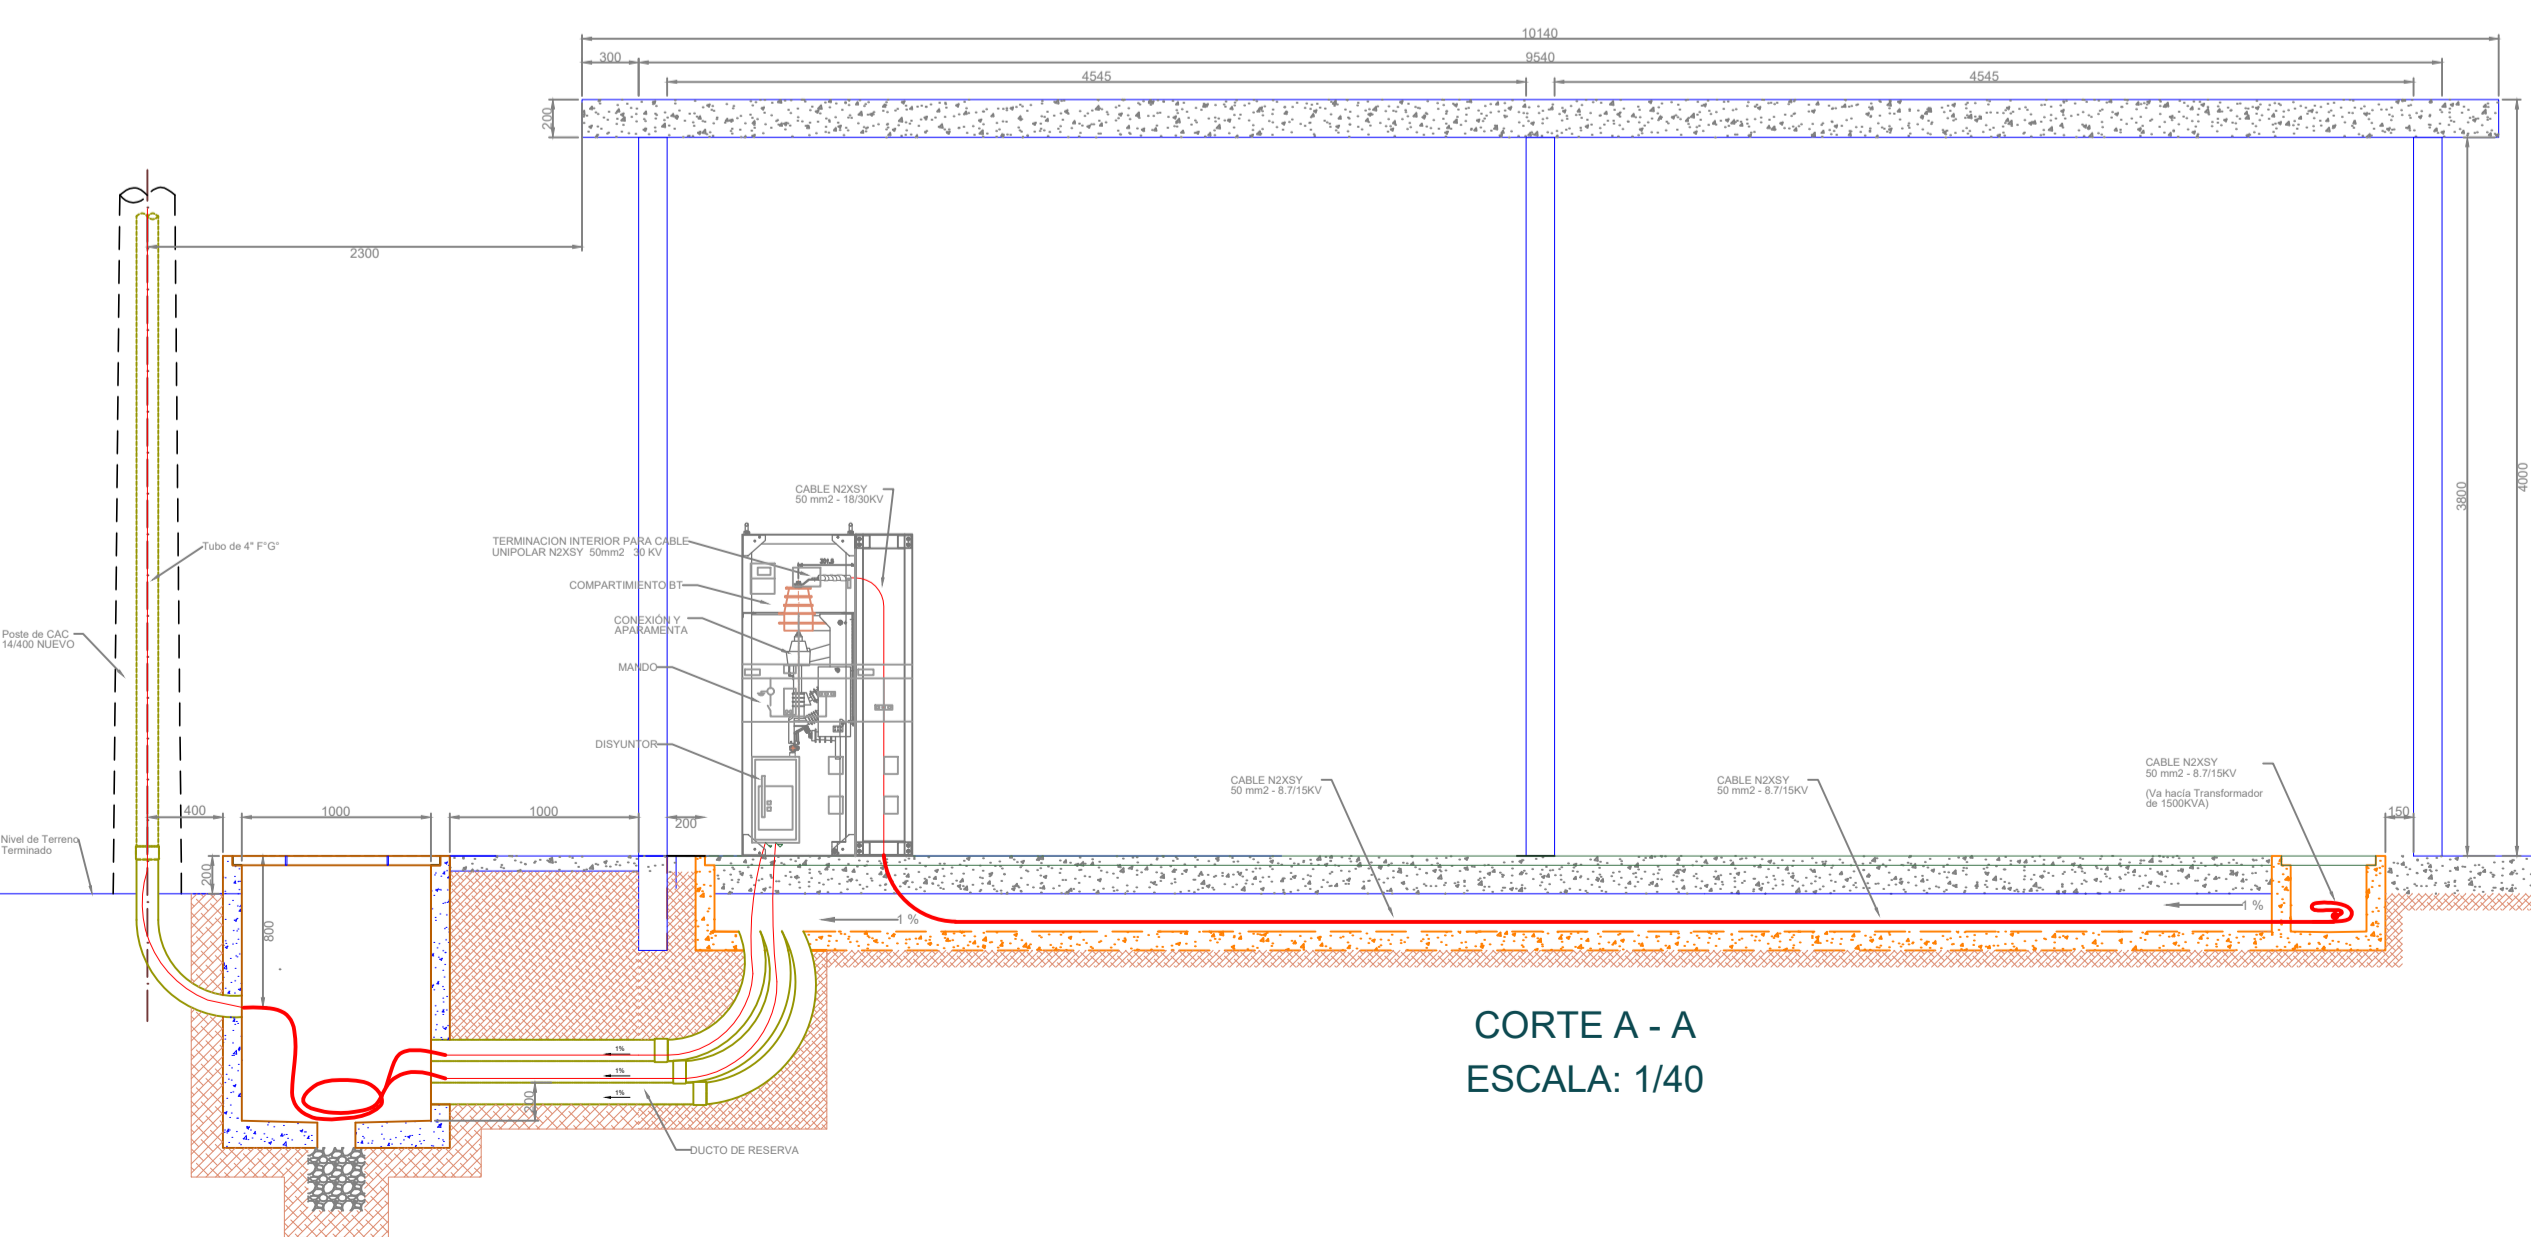 10140
300
9540
4545
4545
200
2300
3800
4000
CABLE N2XSY
50 mm2 - 18/30KV
TERMINACION INTERIOR PARA CABLE
UNIPOLAR N2XSY 50mm2 30 KV
Tubo de 4" F°G°
COMPARTIMIENTO BT
CONEXIÓN Y
APARAMENTA
Poste de CAC
14/400 NUEVO
MANDO
DISYUNTOR
CABLE N2XSY
50 mm2 - 8.7/15KV
CABLE N2XSY
50 mm2 - 8.7/15KV
CABLE N2XSY
50 mm2 - 8.7/15KV
(Va hacía Transformador
de 1500KVA)
400
1000
1000
200
150
Nivel de Terreno
Terminado
200
800
1 %
1 %
1%
1%
1%
200
DUCTO DE RESERVA
CORTE A - A
ESCALA: 1/40